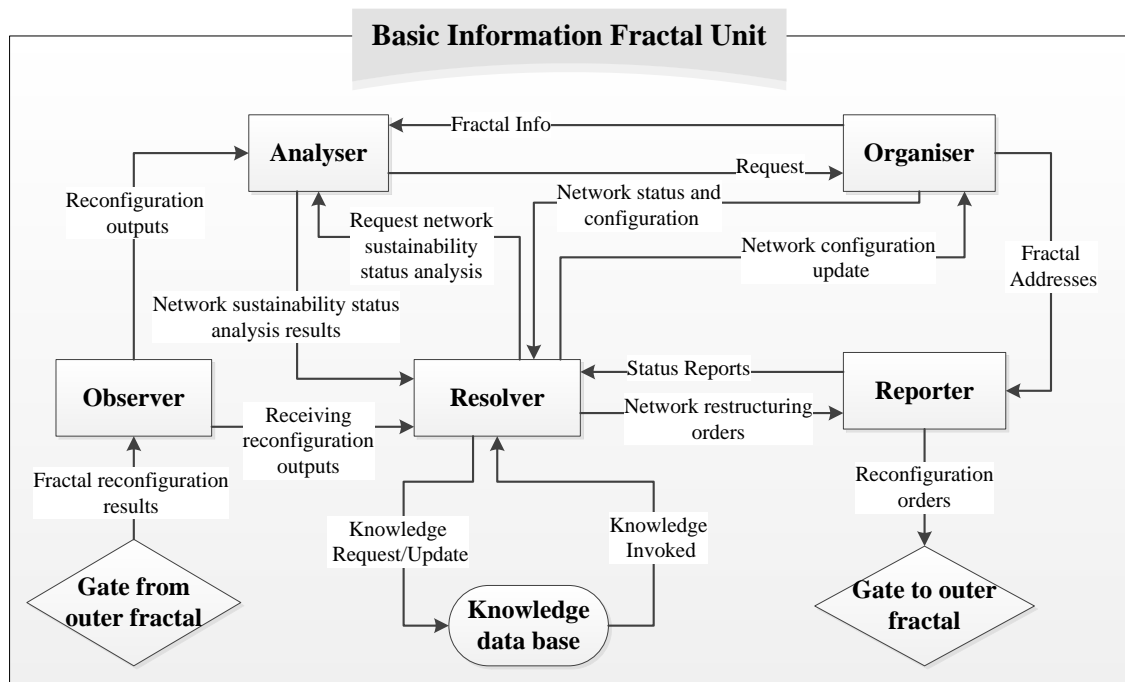 Basic Information Fractal Unit
Fractal Info
Analyser
Organiser
Request
Reconfiguration
outputs
Network status and
configuration
Request network
sustainability
status analysis
Network configuration
update
Fractal
Addresses
Network sustainability status
analysis results
Status Reports
Observer
Resolver
Reporter
Receiving
reconfiguration
outputs
Network restructuring
orders
Fractal reconfiguration
results
Reconfiguration
orders
Knowledge
Request/Update
Knowledge
Invoked
Gate from
outer fractal
Knowledge
data base
Gate to outer
fractal